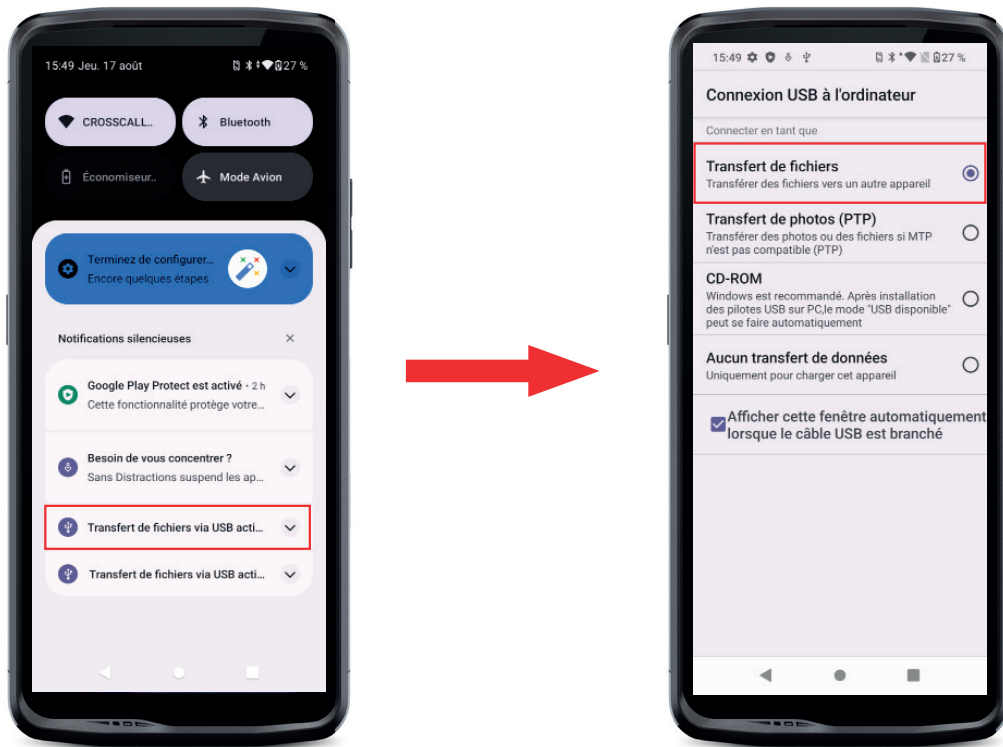 15:49 Jeu. 17 août
27 %
CROSSCALL..
Bluetooth
Économiseur..
Mode Avion
Terminez de configurer...
Encore quelques étapes
Notifications silencieuses
Google Play Protect est activé · 2 h
Cette fonctionnalité protège votre...
Besoin de vous concentrer ?
Sans Distractions suspend les ap...
Transfert de fichiers via USB acti...
Transfert de fichiers via USB acti...
15:49
27 %
Connexion USB à l'ordinateur
Connecter en tant que
Transfert de fichiers
Transférer des fichiers vers un autre appareil
Transfert de photos (PTP)
Transférer des photos ou des fichiers si MTP
n'est pas compatible (PTP)
CD-ROM
Windows est recommandé. Après installation
des pilotes USB sur PC,le mode "USB disponible"
peut se faire automatiquement
Aucun transfert de données
Uniquement pour charger cet appareil
Afficher cette fenêtre automatiquement
lorsque le câble USB est branché